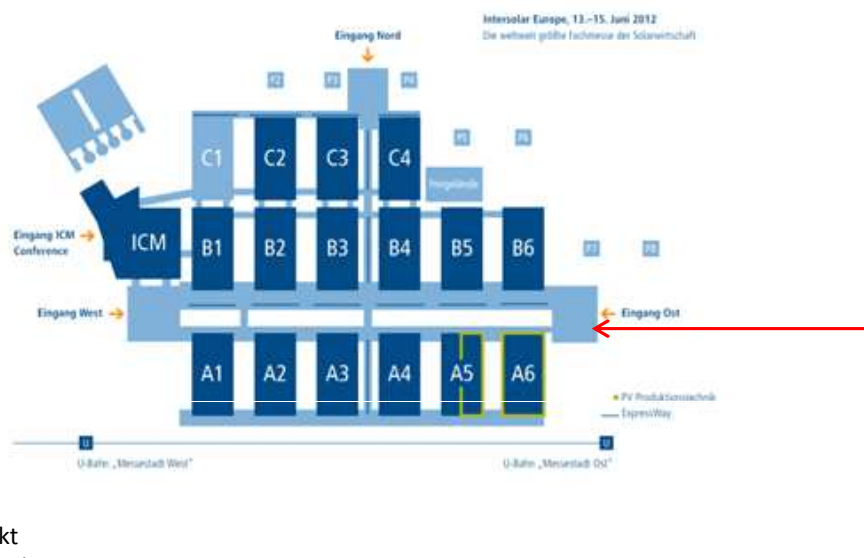 Intersolar Europe, 13.–15. Juni 2012
Die weltweit größte Fachmesse der Solarwirtschaft
Eingang Nord
P2 P3 P4
C1 C2 C3 C4
P5 P6
Freigelände
Eingang ICM
Conference
ICM B1 B2 B3 B4 B5 B6
P7 P8
Eingang West
Eingang Ost
A1 A2 A3 A4 A5 A6
PV Produktionstechnik
ExpressWay
U
U
U-Bahn „Messestadt West“
U-Bahn „Messestadt Ost“
kt